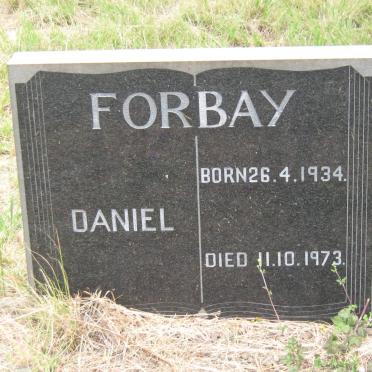 FORBAY
BORN 26.4.1934.
DANIEL
DIED 11.10.1973.